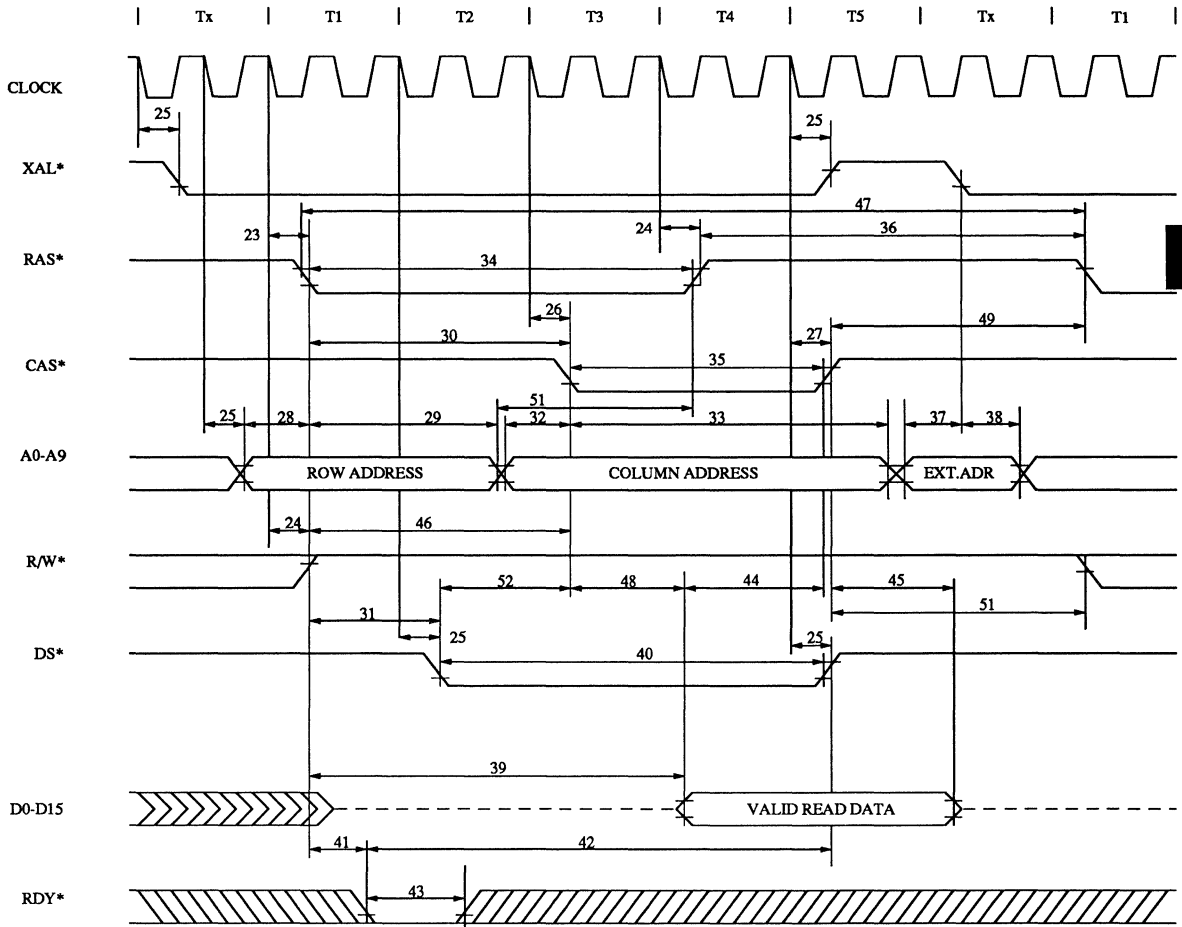 Tx T1 T2 T3 T4 T5 Tx T1
CLOCK
25 25
XAL*
47
23 24 36
RAS*
34
26
49
30 27
CAS*
35
51
25 28 29 32 33 37 38
A0-A9
ROW ADDRESS COLUMN ADDRESS EXT.ADR
24 46
R/W*
52 48 44 45
31 51
25 25
DS*
40
39
D0-D15
VALID READ DATA
41 42
43
RDY*